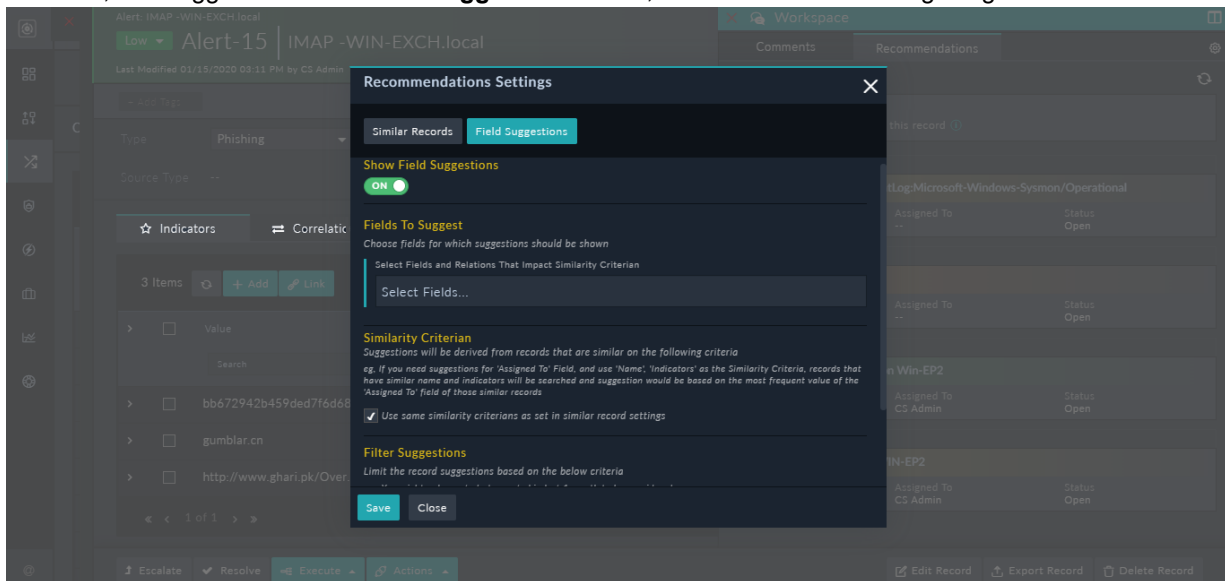 Alert: IMAP -WIN-EXCH.local
Low Alert-15 | IMAP -WIN-EXCH.local
Last Modified 01/15/2020 03:11 PM by CS Admin
+ Add Tag
Type Phishing
Source Type --
Indicators Correlatio
3 Items + Add Link
Value
Search
bb672942b459ded7f6d68
gumblar.cn
http://www.ghari.pk/Over.
« < 1 of 1 > »
Escalate Resolve Execute Actions
Recommendations Settings
Similar Records Field Suggestions
Show Field Suggestions
ON
Fields To Suggest
Choose fields for which suggestions should be shown
Select Fields and Relations That Impact Similarity Criterian
Select Fields...
Similarity Criterian
Suggestions will be derived from records that are similar on the following criteria
eg. If you need suggestions for 'Assigned To' Field, and use 'Name', 'Indicators' as the Similarity Criteria, records that
have similar name and indicators will be searched and suggestion would be based on the most frequent value of the
'Assigned To' field of those similar records
Use same similarity criterians as set in similar record settings
Filter Suggestions
Limit the record suggestions based on the below criteria
Save Close
Workspace
Comments Recommendations
this record
tLog:Microsoft-Windows-Sysmon/Operational
Assigned To Status
-- Open
Assigned To Status
-- Open
n Win-EP2
Assigned To Status
CS Admin Open
IN-EP2
Assigned To Status
CS Admin Open
Edit Record Export Record Delete Record